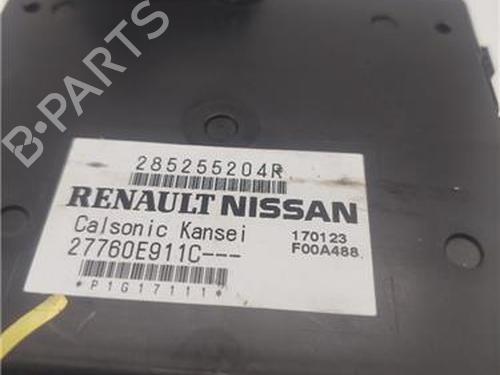 B-PARTS
285255204R
RENAULT NISSAN
Calsonic Kansei 170123
27760E911C--- F00A488
*P1G17111*